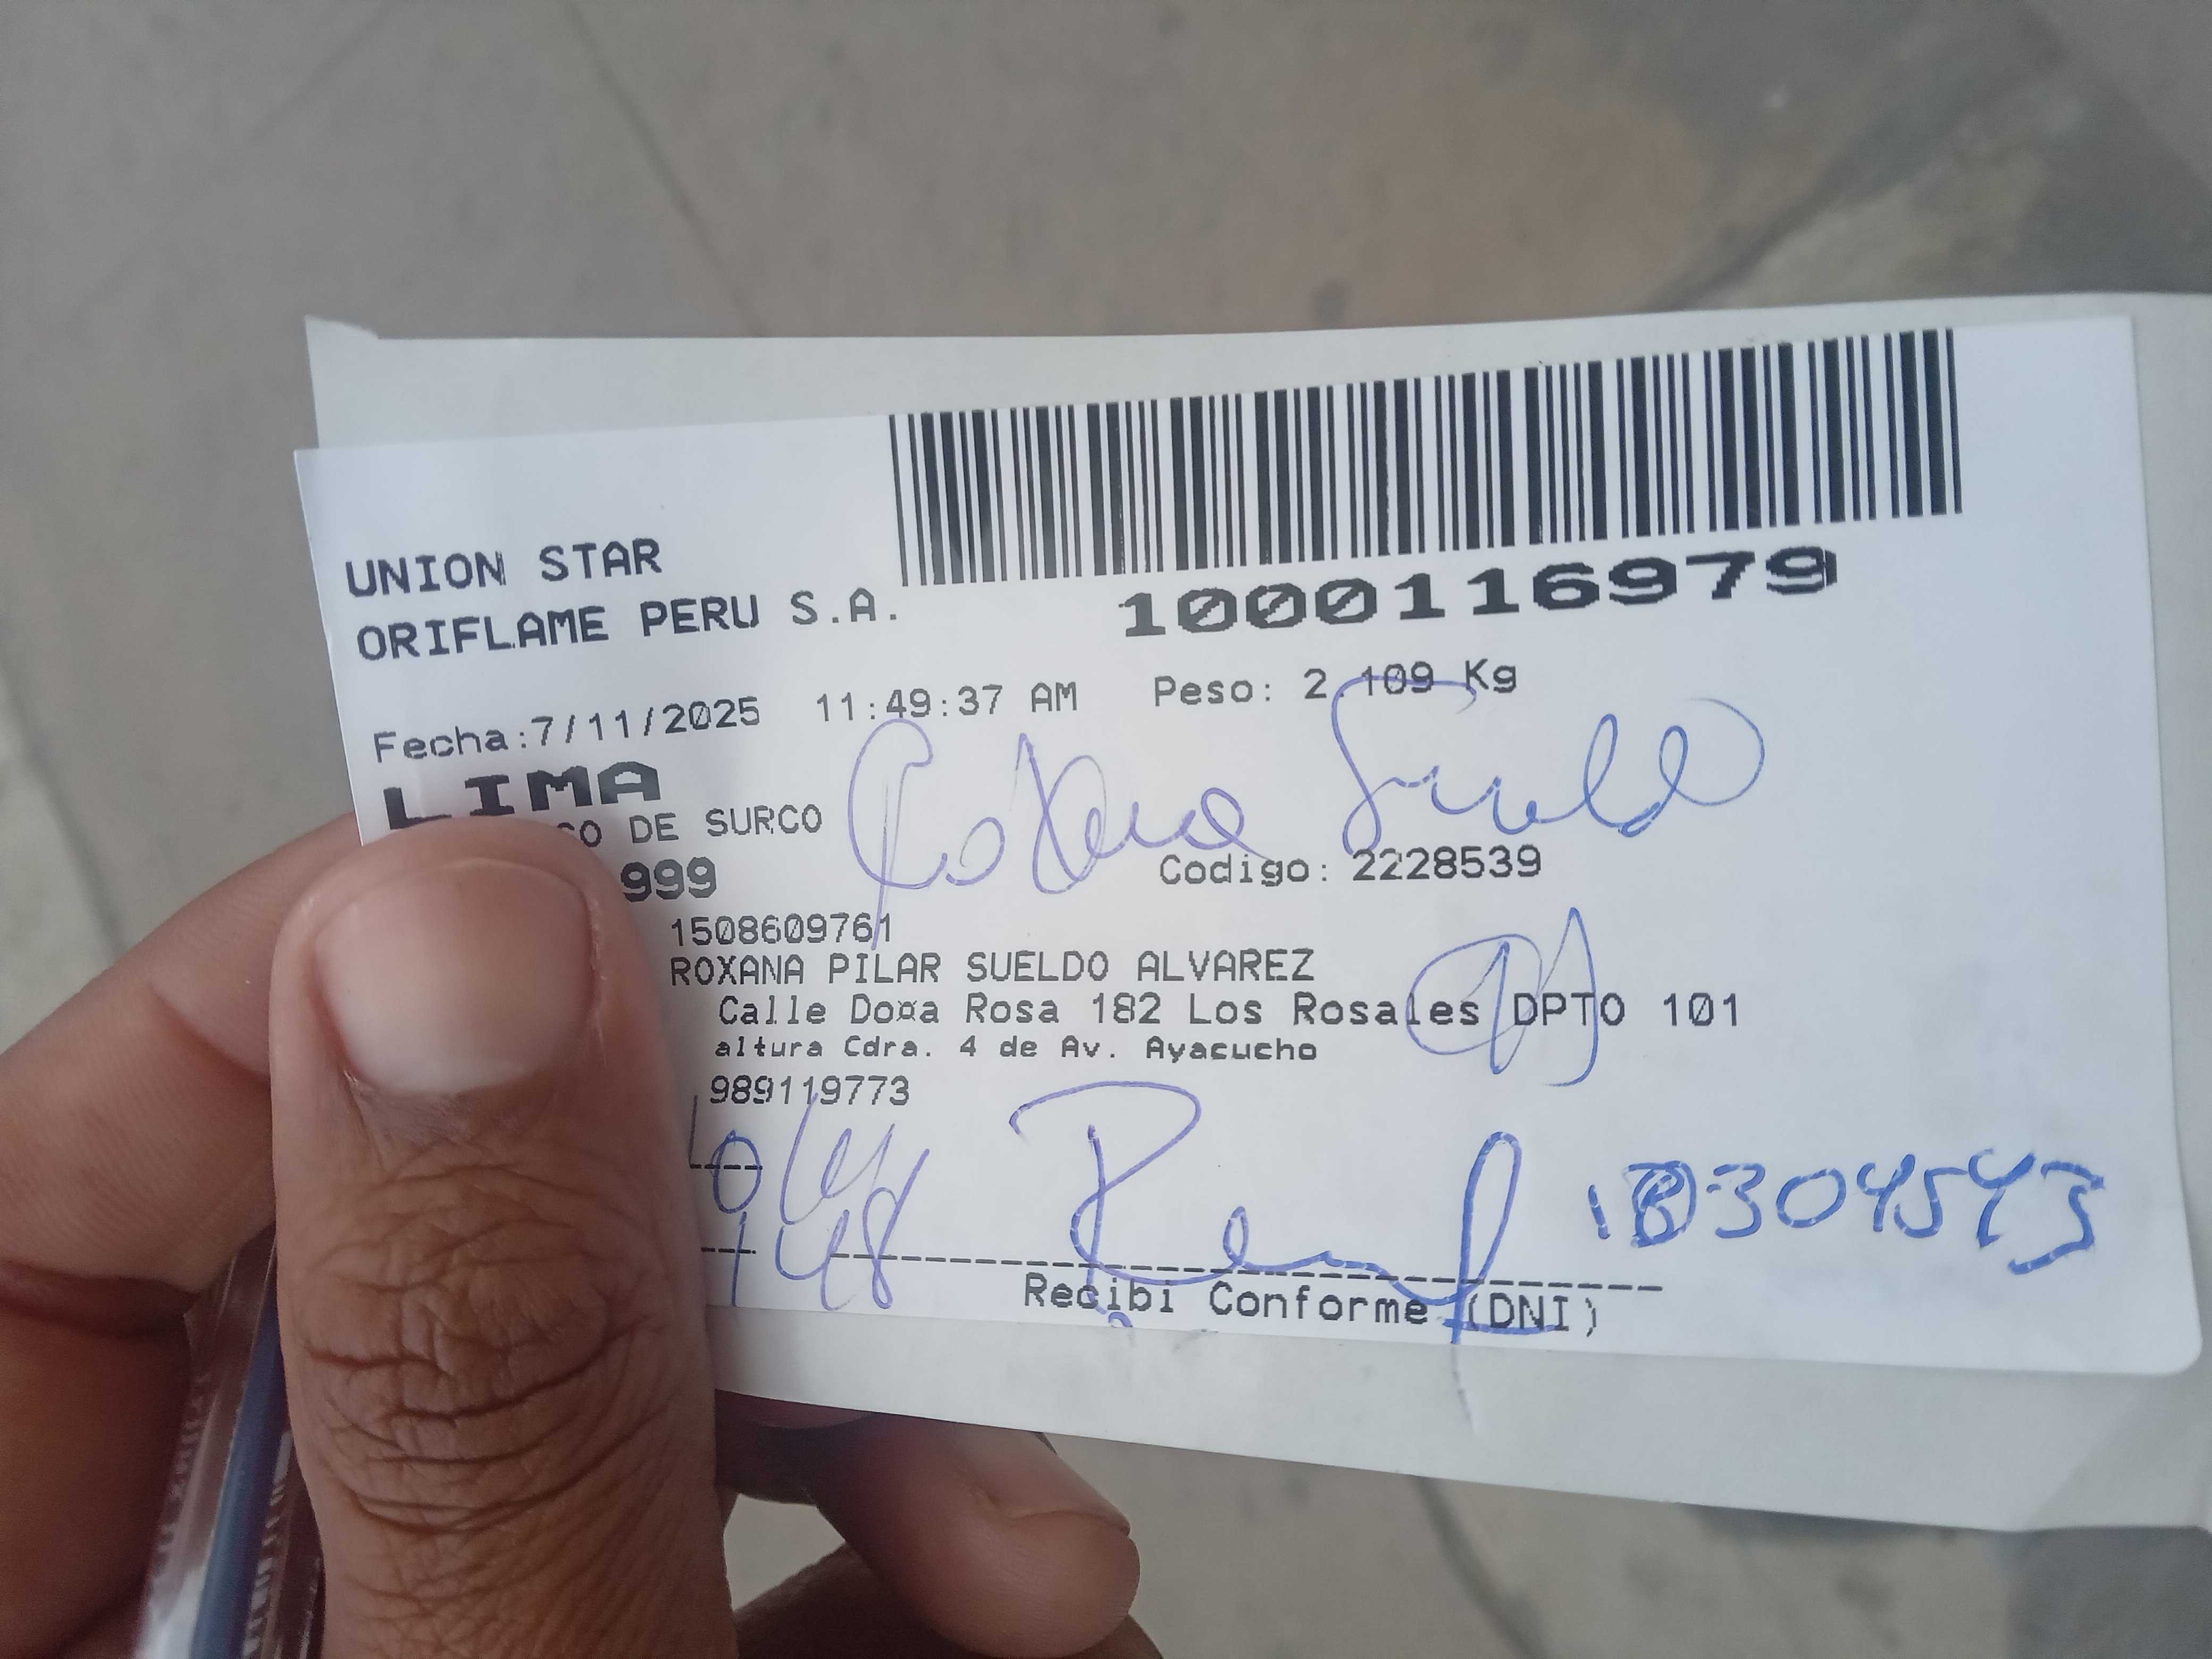 UNION STAR
ORIFLAME PERU S.A.
1000116979
Fecha:7/11/2025 11:49:37 AM Peso: 2.109 Kg
LIMA
CO DE SURCO
Roxana Sueldo
999
Codigo: 2228539
1508609761
ROXANA PILAR SUELDO ALVAREZ
Calle Do¤a Rosa 182 Los Rosales DPTO 101
altura Cdra. 4 de Av. Ayacucho
989119773
Recibi Conforme (DNI)